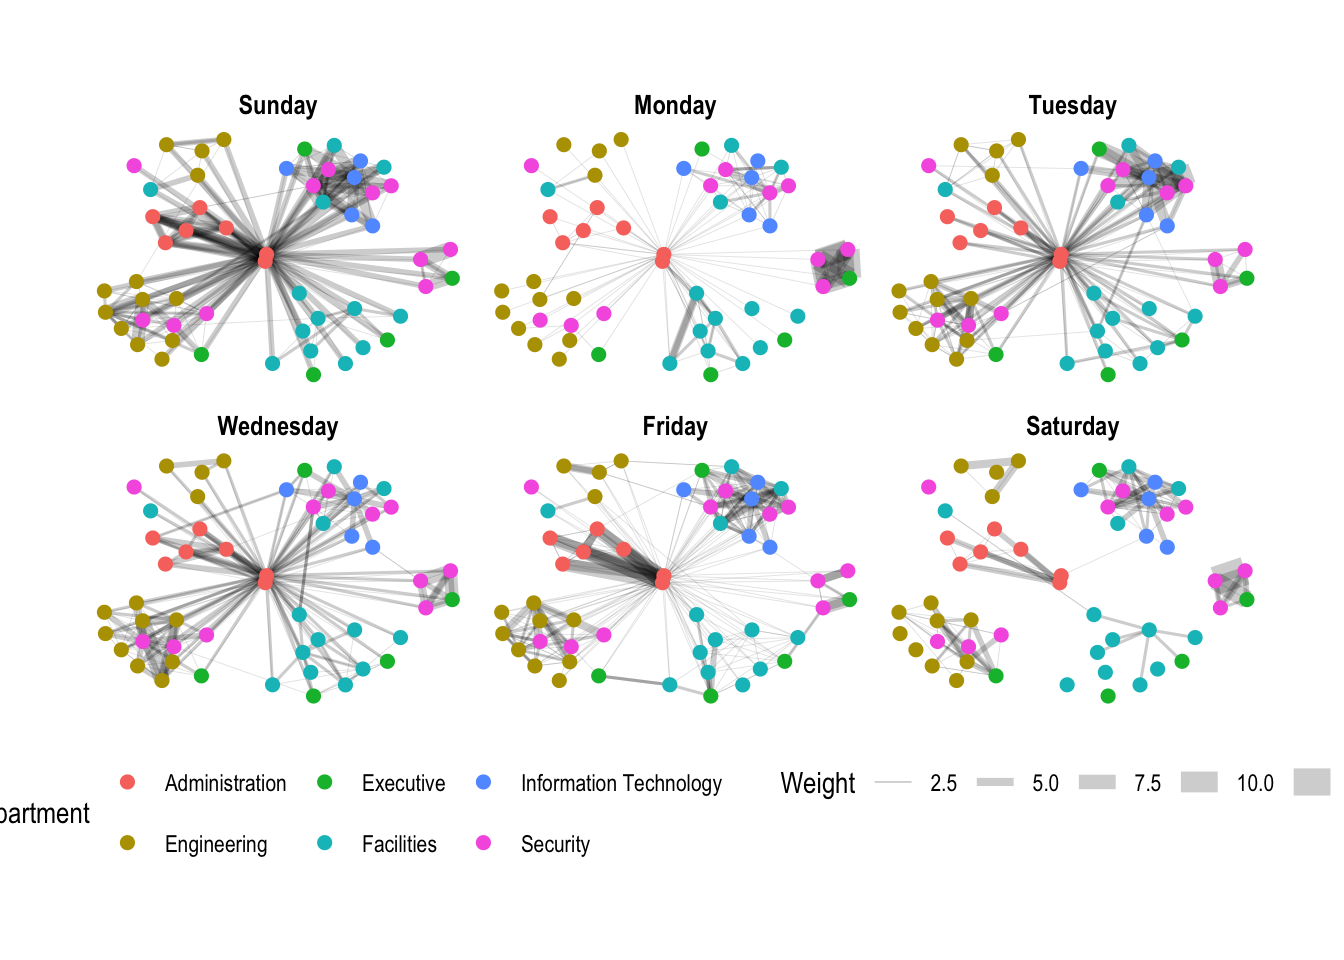 Sunday Monday Tuesday
Wednesday Friday Saturday
Administration Executive Information Technology Weight 2.5 5.0 7.5 10.0
partment
Engineering Facilities Security